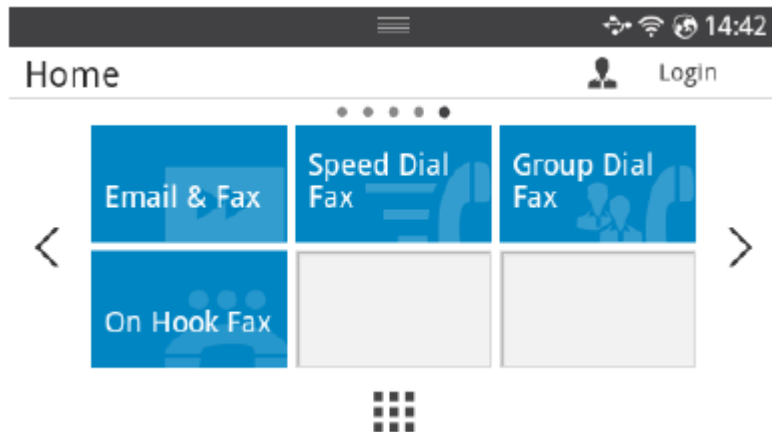 14:42
Home
Login
Email & Fax
Speed Dial
Fax
Group Dial
Fax
On Hook Fax